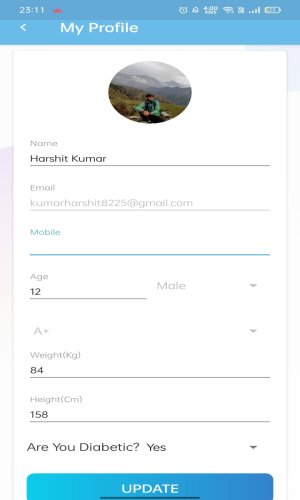 23:11
4.00 KB/S
My Profile
Name
Harshit Kumar
Email
kumarharshit8225@gmail.com
Mobile
Age
12
Male
A+
Weight(Kg)
84
Height(Cm)
158
Are You Diabetic? Yes
UPDATE